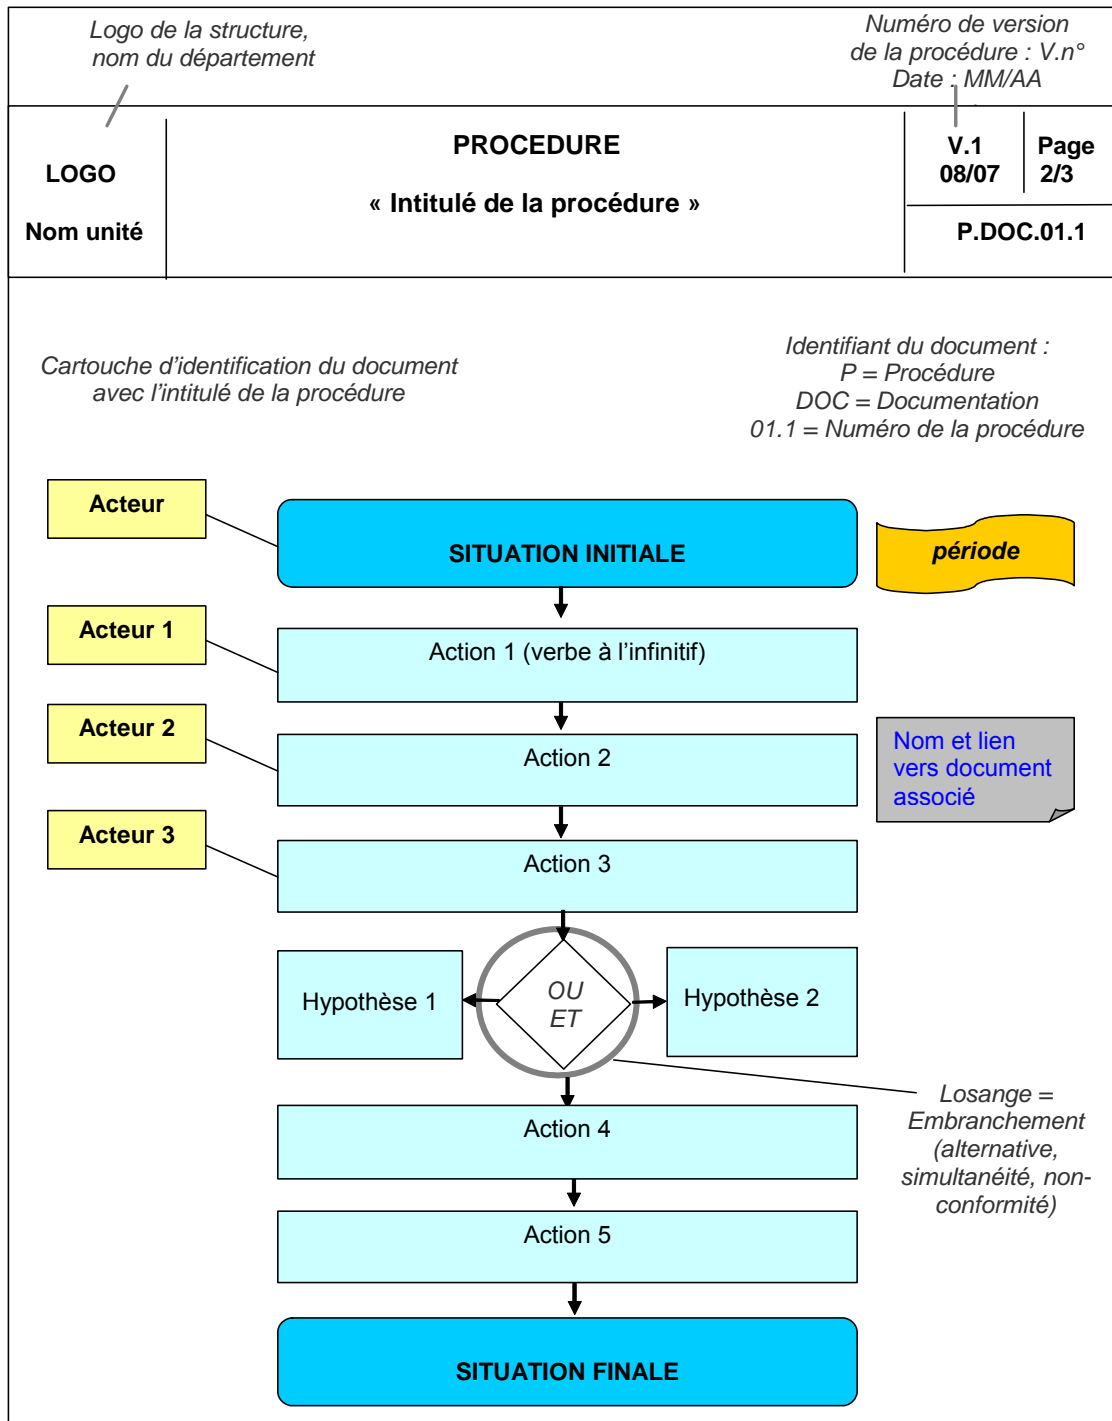 Logo de la structure,
nom du département
Numéro de version
de la procédure : V.n°
Date : MM/AA
LOGO
Nom unité
PROCEDURE
« Intitulé de la procédure »
V.1
08/07
Page
2/3
P.DOC.01.1
Cartouche d’identification du document
avec l’intitulé de la procédure
Identifiant du document :
P = Procédure
DOC = Documentation
01.1 = Numéro de la procédure
Acteur
SITUATION INITIALE
période
Acteur 1
Action 1 (verbe à l’infinitif)
Acteur 2
Action 2
Nom et lien
vers document
associé
Acteur 3
Action 3
Hypothèse 1
OU
ET
Hypothèse 2
Losange =
Embranchement
(alternative,
simultanéité, non-
conformité)
Action 4
Action 5
SITUATION FINALE